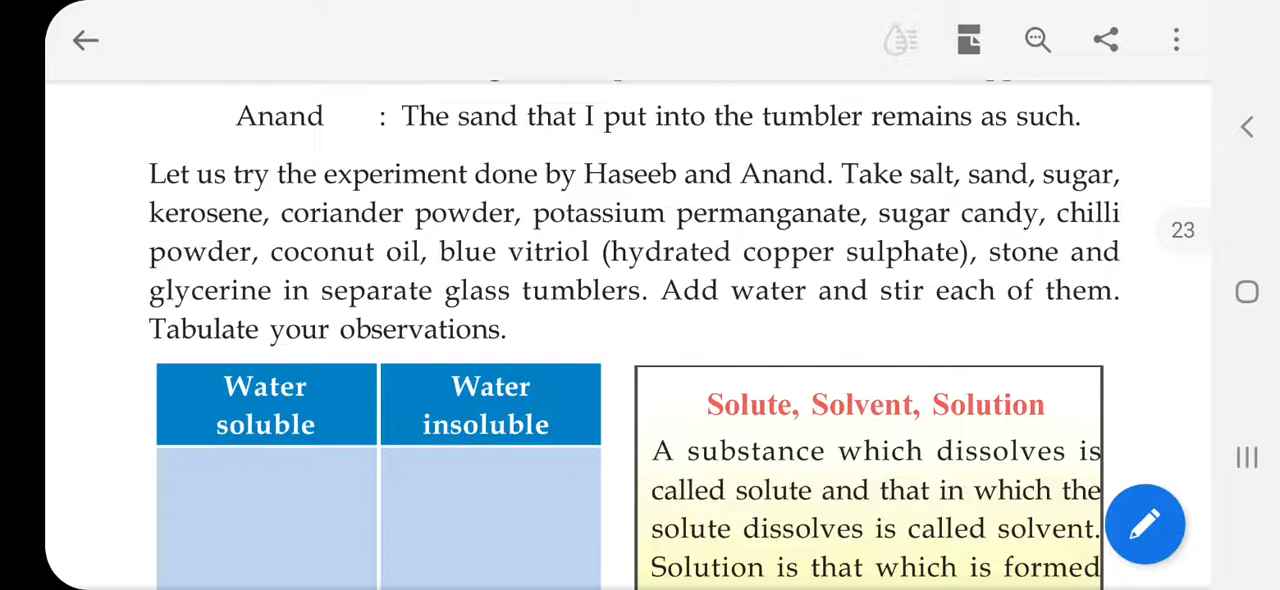 Anand : The sand that I put into the tumbler remains as such.
Let us try the experiment done by Haseeb and Anand. Take salt, sand, sugar,
kerosene, coriander powder, potassium permanganate, sugar candy, chilli
powder, coconut oil, blue vitriol (hydrated copper sulphate), stone and
glycerine in separate glass tumblers. Add water and stir each of them.
Tabulate your observations.
23
Water
soluble
Water
insoluble
Solute, Solvent, Solution
A substance which dissolves is
called solute and that in which the
solute dissolves is called solvent.
Solution is that which is formed